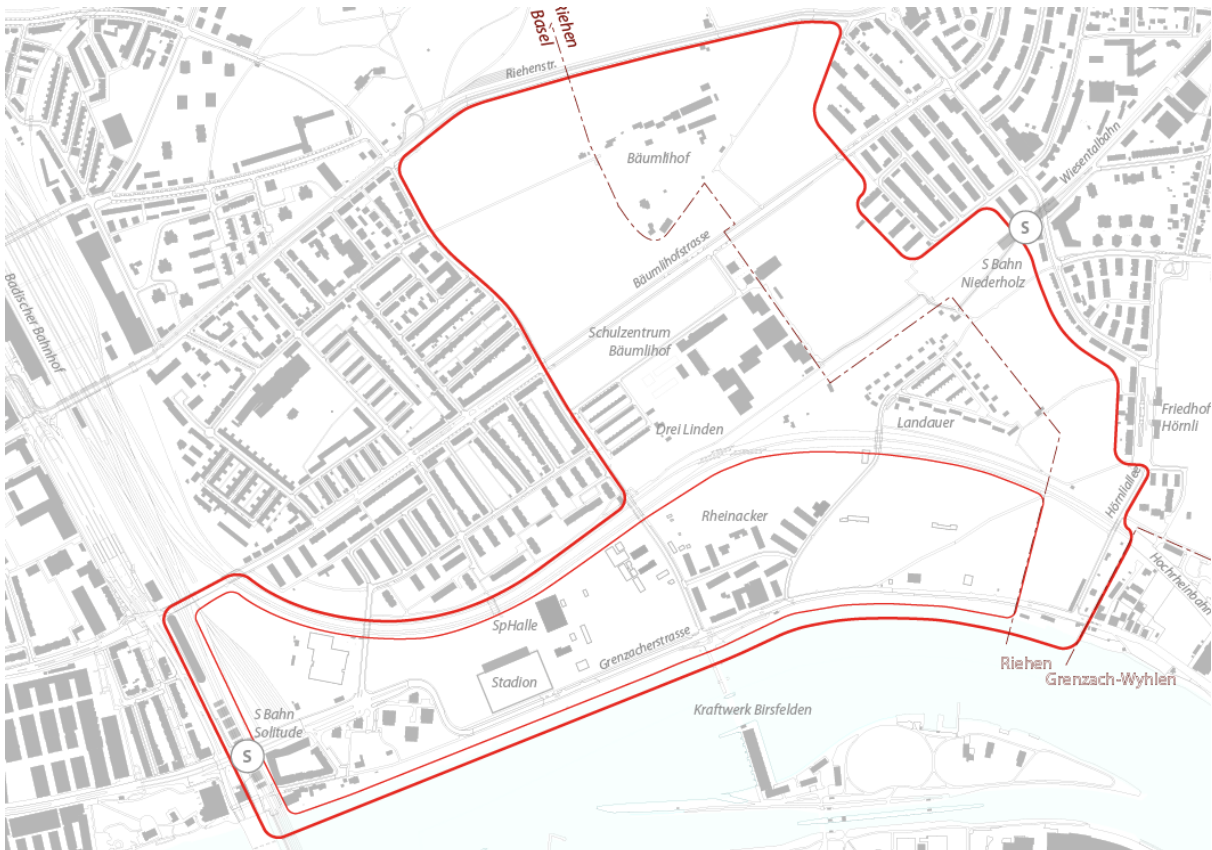 Riehen
Basel
Riehenstr.
Bäumlihof
Wiesentalbahn
S
Bäumlihofstrasse
S Bahn
Niederholz
Badischer Bahnhof
Schulzentrum
Bäumlihof
Friedhof
Hörnli
Drei Linden
Landauer
Hörnliallee
Rheinacker
Hochrheinbahn
SpHalle
Grenzacherstrasse
Riehen
Grenzach-Wyhlen
Stadion
S Bahn
Solitude
Kraftwerk Birsfelden
S